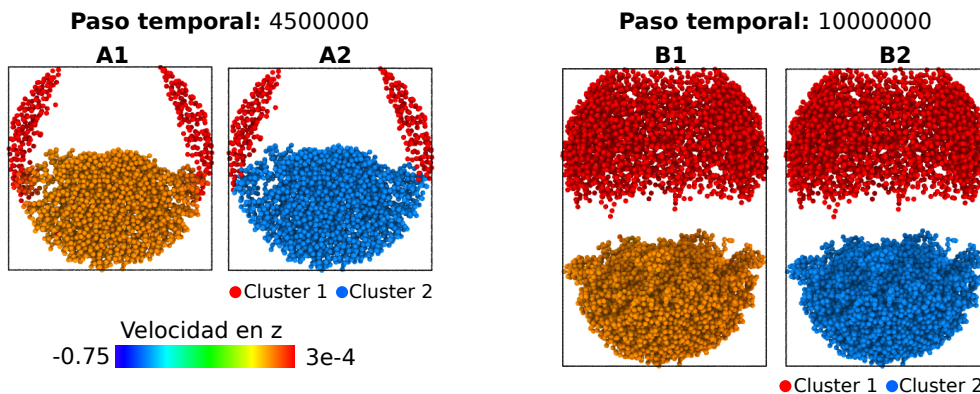 Paso temporal: 4500000
A1 A2
Cluster 1 Cluster 2
Velocidad en z
-0.75 3e-4
Paso temporal: 10000000
B1 B2
Cluster 1 Cluster 2